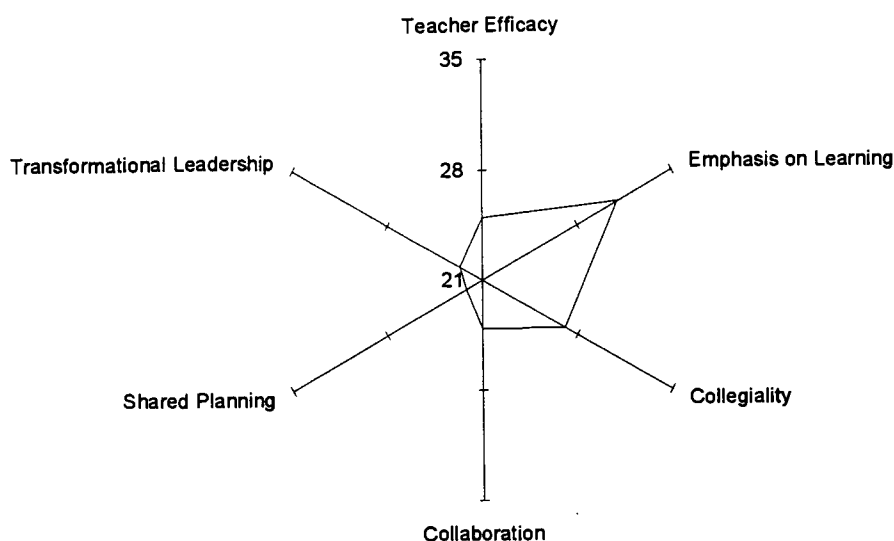 Teacher Efficacy
35
Transformational Leadership
28
Emphasis on Learning
21
Shared Planning
Collegiality
Collaboration